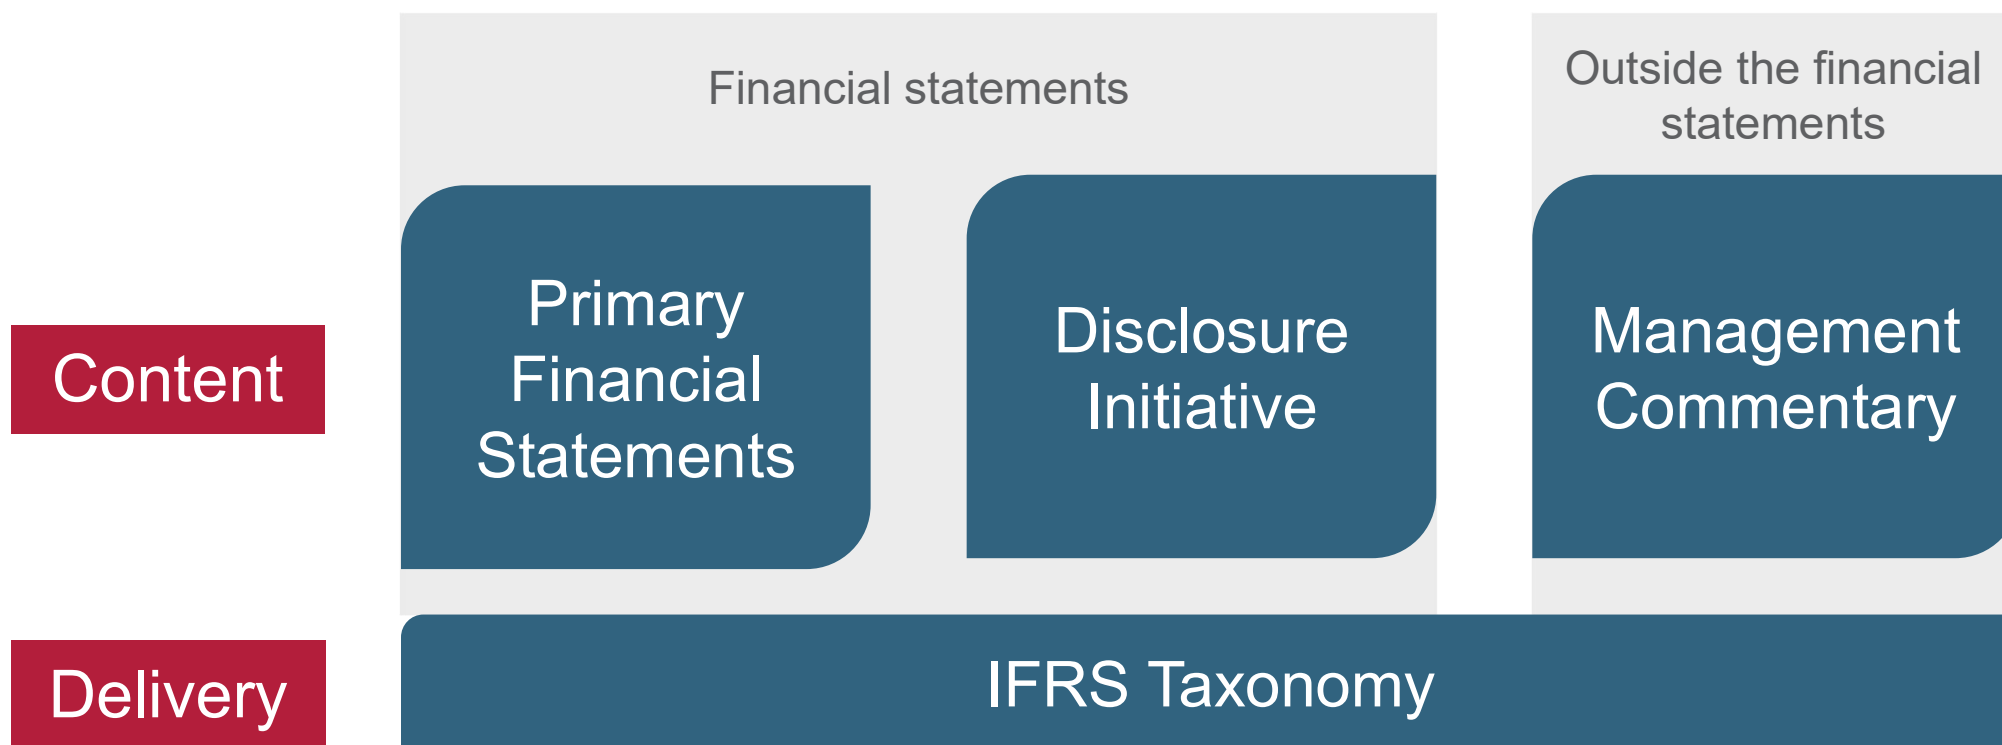 Financial statements
Outside the financial
statements
Content
Primary
Financial
Statements
Disclosure
Initiative
Management
Commentary
Delivery
IFRS Taxonomy